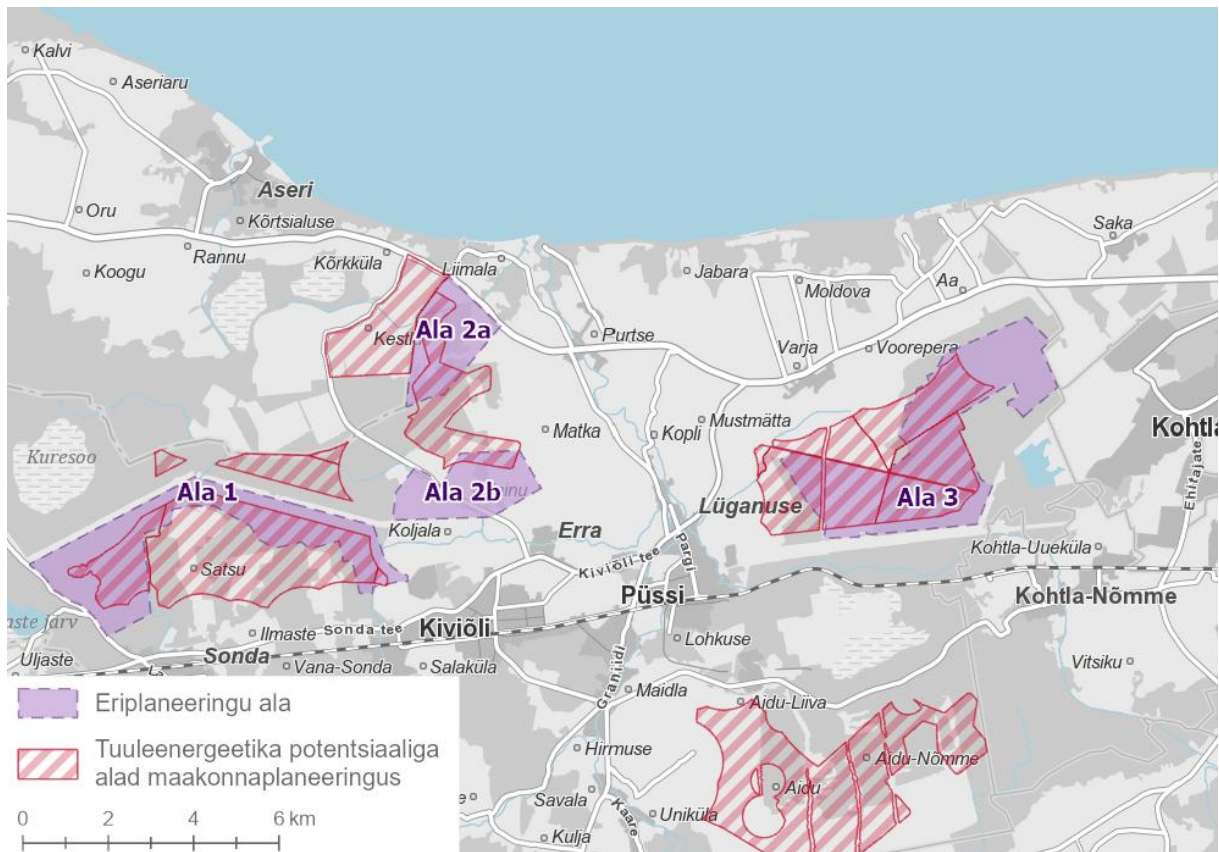 Kalvi
Aseriaru
Aseri
Oru
Kõrtsialuse
Saka
Rannu
Kõrkküla
Liimala
Koogu
Jabara
Moldova
Aa
Ala 2a
Purtse
Varja
Voorepera
Mustmätta
Matka
Kopli
Kohtla
Kuresoo
Ala 1
Ala 2b
Lüganuse
Ala 3
Ehitajate
Koljala
Erra
Kohtla-Uueküla
Satsu
Kiviõli tee
Pargi
Püssi
Kohtla-Nõmme
Ilmaste
Sonda tee
Kiviõli
Lohkuse
Uljaste
Sonda
Vana-Sonda
Salaküla
Graniidi
Vitsiku
Maidla
Aidu-Liiva
Eriplaneeringu ala
Hirmuse
Aidu-Nõmme
Tuuleenergeetika potentsiaaliga
alad maakonnaplaneeringus
Savala
Aidu
Uniküla
Kaare
Kulja
0 2 4 6 km